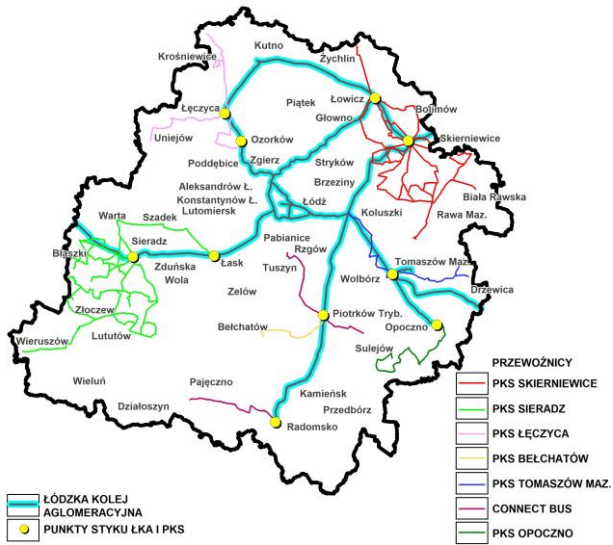 Kutno
Żychlin
Krośniewice
Piątek
Łowicz
Bolimów
Łęczyca
Głowno
Skierniewice
Uniejów
Ozorków
Poddębice
Zgierz
Stryków
Aleksandrów Ł.
Brzeziny
Konstantynów Ł.
Łódź
Biała Rawska
Rawa Maz.
Lutomiersk
Koluszki
Warta
Szadek
Pabianice
Rzgów
Sieradz
Błaszki
Łask
Tuszyn
Tomaszów Maz.
Zduńska
Wola
Wolbórz
Zelów
Drzewica
Złoczew
Piotrków Tryb.
Opoczno
Bełchatów
Lututów
Wieruszów
Sulejów
Wieluń
Pajęczno
Kamieńsk
Działoszyn
Przedbórz
Radomsko
PRZEWOŹNICY
PKS SKIERNIEWICE
PKS SIERADZ
PKS ŁĘCZYCA
PKS BEŁCHATÓW
PKS TOMASZÓW MAZ.
CONNECT BUS
PKS OPOCZNO
ŁÓDZKA KOLEJ
AGLOMERACYJNA
PUNKTY STYKU ŁKA I PKS